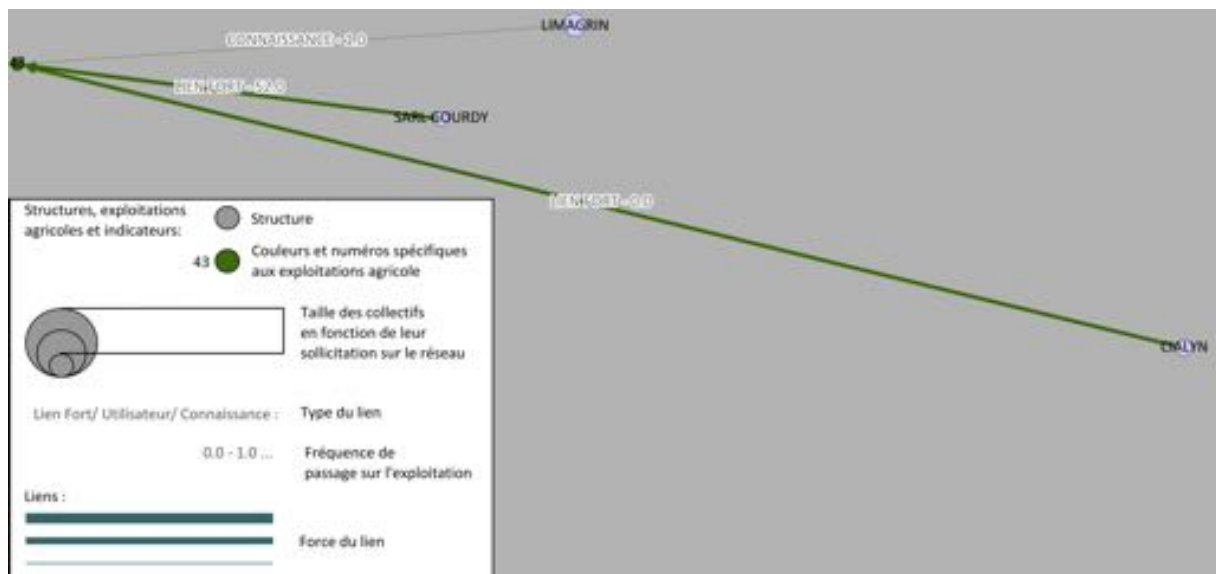 LIMAGRIN
CONNAISSANCE - 1.0
LIEN FORT - 52.0
SARL COURDY
LIEN FORT - 0.0
Structures, exploitations
agricoles et indicateurs:
Structure
43
Couleurs et numéros spécifiques
aux exploitations agricole
Taille des collectifs
en fonction de leur
sollicitation sur le réseau
Lien Fort/ Utilisateur/ Connaissance :
Type du lien
0.0 - 1.0 ...
Fréquence de
passage sur l'exploitation
Liens :
Force du lien